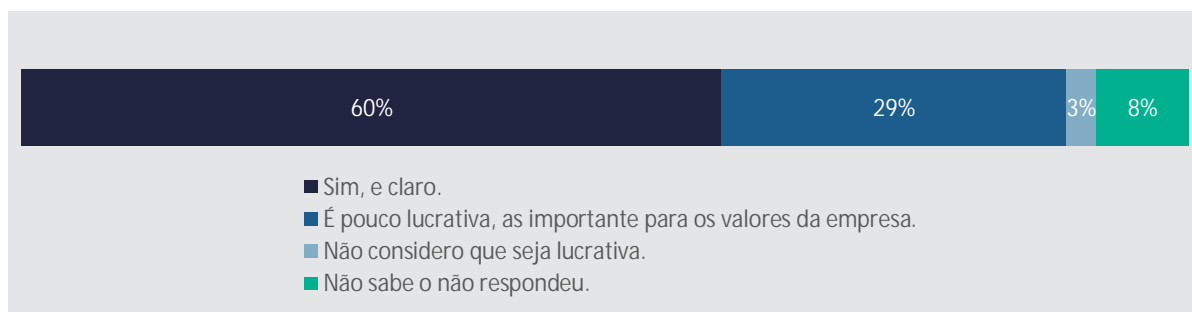 60% 29% 3% 8%
Sim, e claro.
É pouco lucrativa, as importante para os valores da empresa.
Não considero que seja lucrativa.
Não sabe o não respondeu.